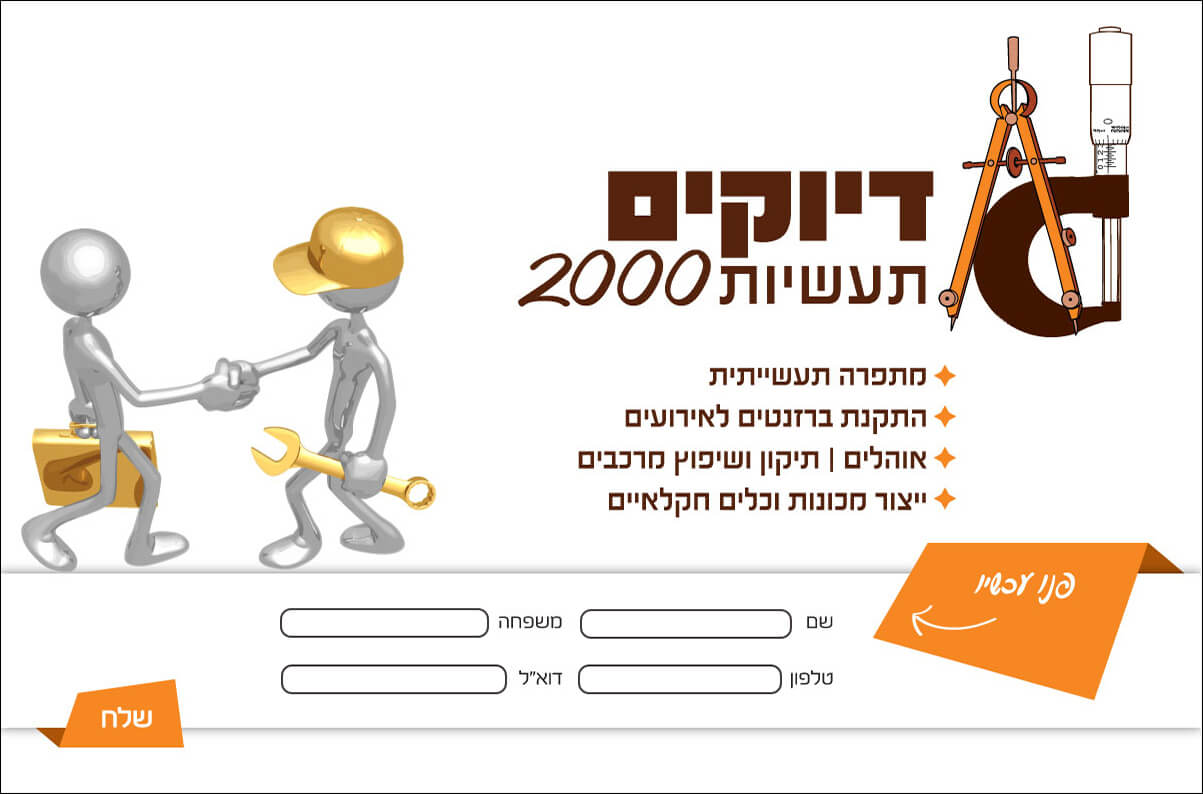 דיוקים
תעשיות 2000
מתפרה תעשייתית
התקנת ברזנטים לאירועים
אוהלים | תיקון ושיפוץ מרכבים
ייצור מכונות וכלים חקלאיים
פנו עכשיו
שם
משפחה
טלפון
דוא"ל
שלח